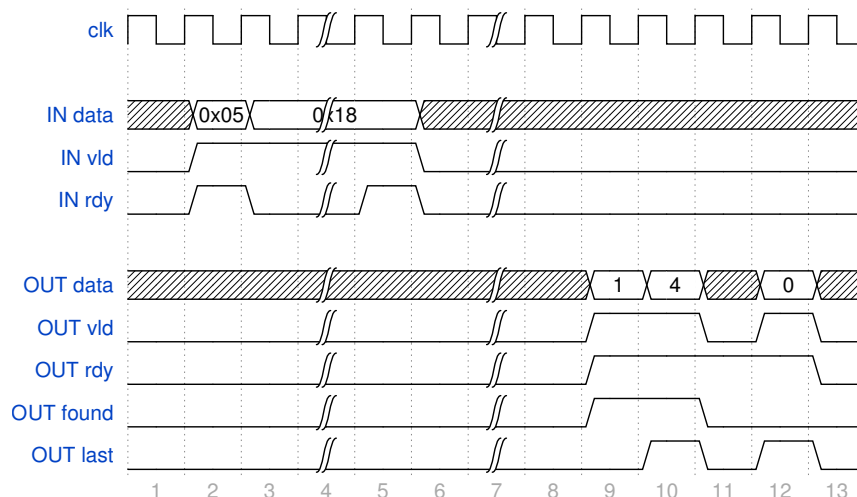 clk
IN data 0x05 0x18
IN vld
IN rdy
OUT data 1 4 0
OUT vld
OUT rdy
OUT found
OUT last
1 2 3 4 5 6 7 8 9 10 11 12 13